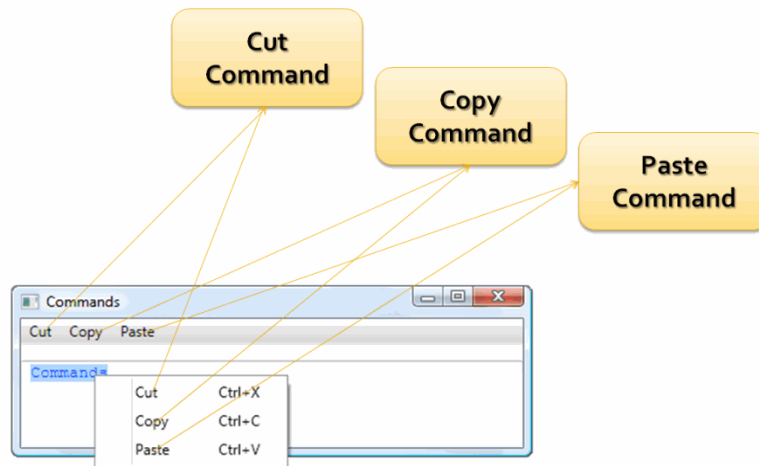 Cut
Command
Copy
Command
Paste
Command
Commands
Cut Copy Paste
Commands
Cut Ctrl+X
Copy Ctrl+C
Paste Ctrl+V